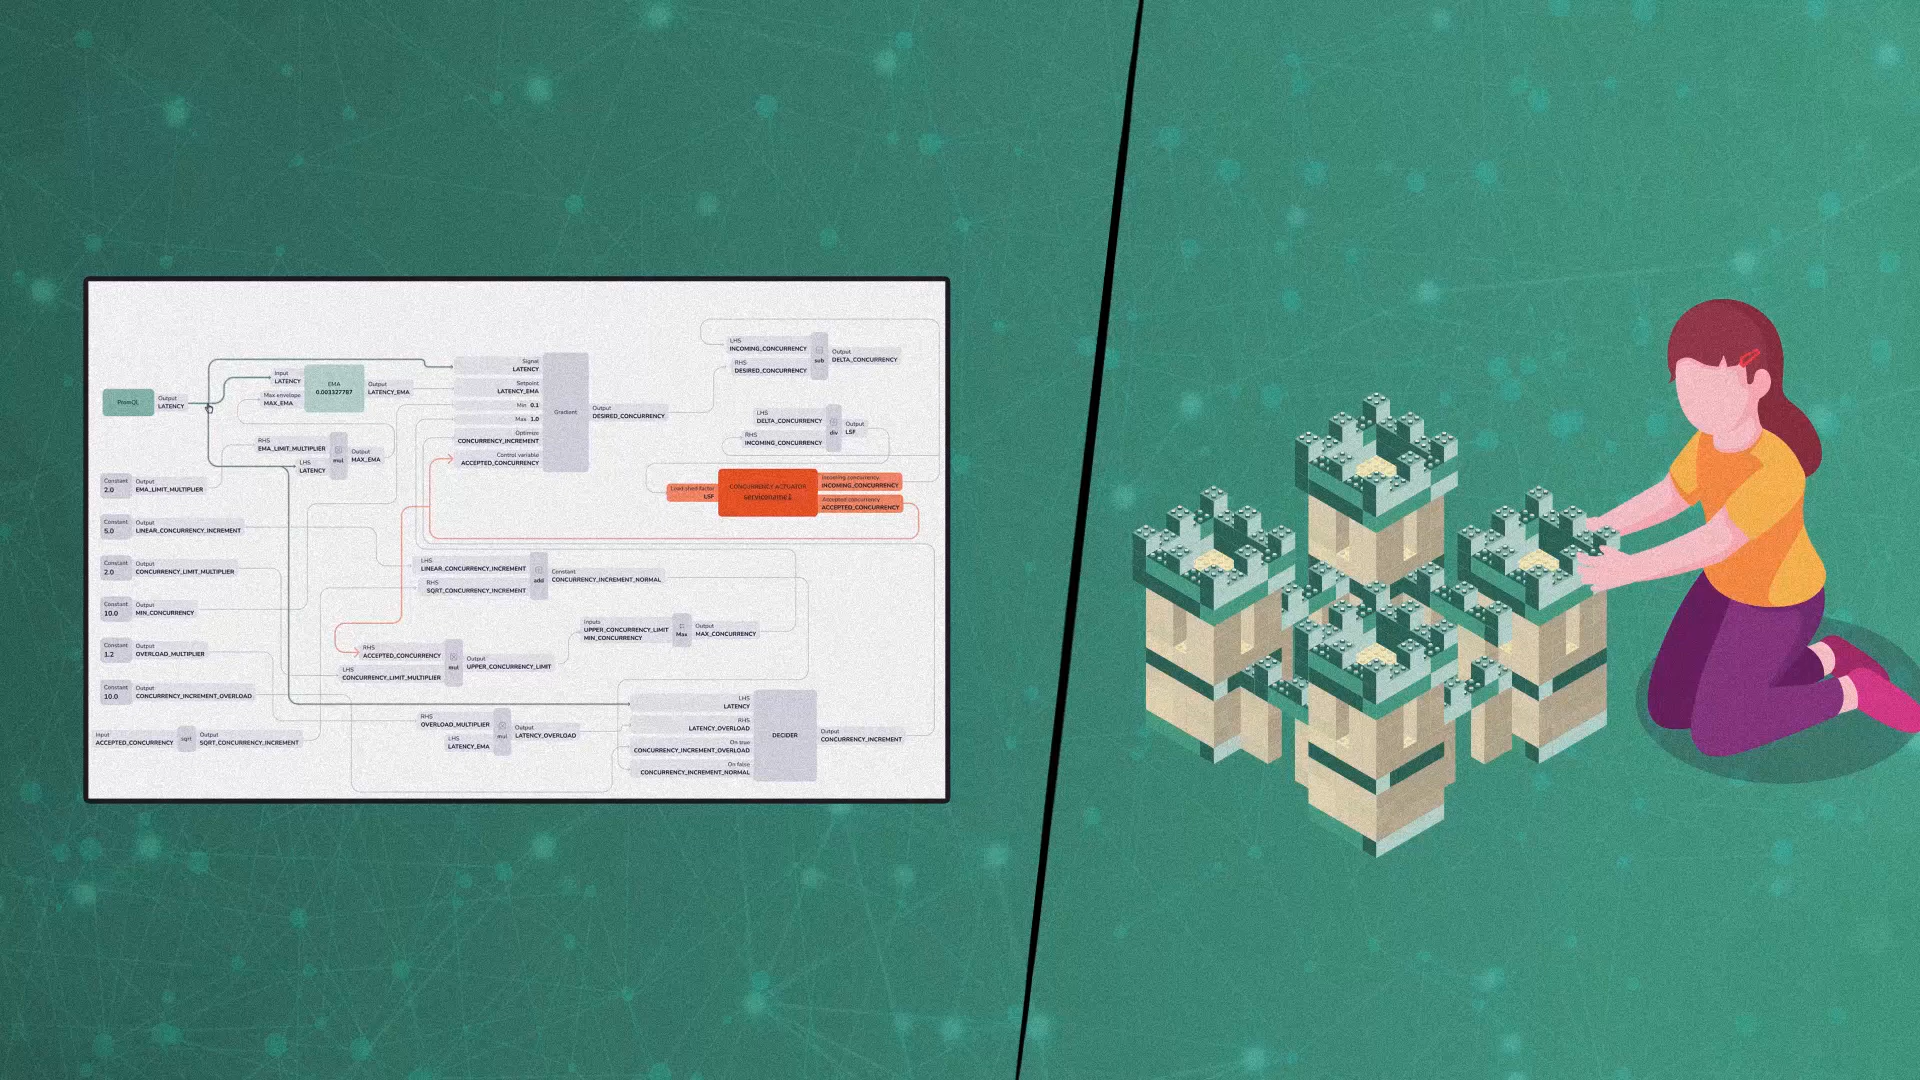 PromQL
Output
LATENCY
Input
LATENCY
Max envelope
MAX_EMA
EMA
0.003327787
Output
LATENCY_EMA
RHS
EMA_LIMIT_MULTIPLIER
LHS
LATENCY
mul
Output
MAX_EMA
Signal
LATENCY
Setpoint
LATENCY_EMA
Min 0.1
Max 1.0
Optimize
CONCURRENCY_INCREMENT
Control variable
ACCEPTED_CONCURRENCY
Gradient
Output
DESIRED_CONCURRENCY
LHS
INCOMING_CONCURRENCY
RHS
DESIRED_CONCURRENCY
sub
Output
DELTA_CONCURRENCY
LHS
DELTA_CONCURRENCY
RHS
INCOMING_CONCURRENCY
div
Output
LSF
Load shed factor
LSF
CONCURRENCY ACTUATOR
servicename1
Incoming concurrency
INCOMING_CONCURRENCY
Accepted concurrency
ACCEPTED_CONCURRENCY
Constant
2.0
Output
EMA_LIMIT_MULTIPLIER
Constant
5.0
Output
LINEAR_CONCURRENCY_INCREMENT
Constant
2.0
Output
CONCURRENCY_LIMIT_MULTIPLIER
Constant
10.0
Output
MIN_CONCURRENCY
Constant
1.2
Output
OVERLOAD_MULTIPLIER
Constant
10.0
Output
CONCURRENCY_INCREMENT_OVERLOAD
Input
ACCEPTED_CONCURRENCY
sqrt
Output
SQRT_CONCURRENCY_INCREMENT
LHS
LINEAR_CONCURRENCY_INCREMENT
RHS
SQRT_CONCURRENCY_INCREMENT
add
Constant
CONCURRENCY_INCREMENT_NORMAL
RHS
ACCEPTED_CONCURRENCY
LHS
CONCURRENCY_LIMIT_MULTIPLIER
mul
Output
UPPER_CONCURRENCY_LIMIT
Inputs
UPPER_CONCURRENCY_LIMIT
MIN_CONCURRENCY
Max
Output
MAX_CONCURRENCY
RHS
OVERLOAD_MULTIPLIER
LHS
LATENCY_EMA
mul
Output
LATENCY_OVERLOAD
LHS
LATENCY
RHS
LATENCY_OVERLOAD
On true
CONCURRENCY_INCREMENT_OVERLOAD
On false
CONCURRENCY_INCREMENT_NORMAL
DECIDER
Output
CONCURRENCY_INCREMENT